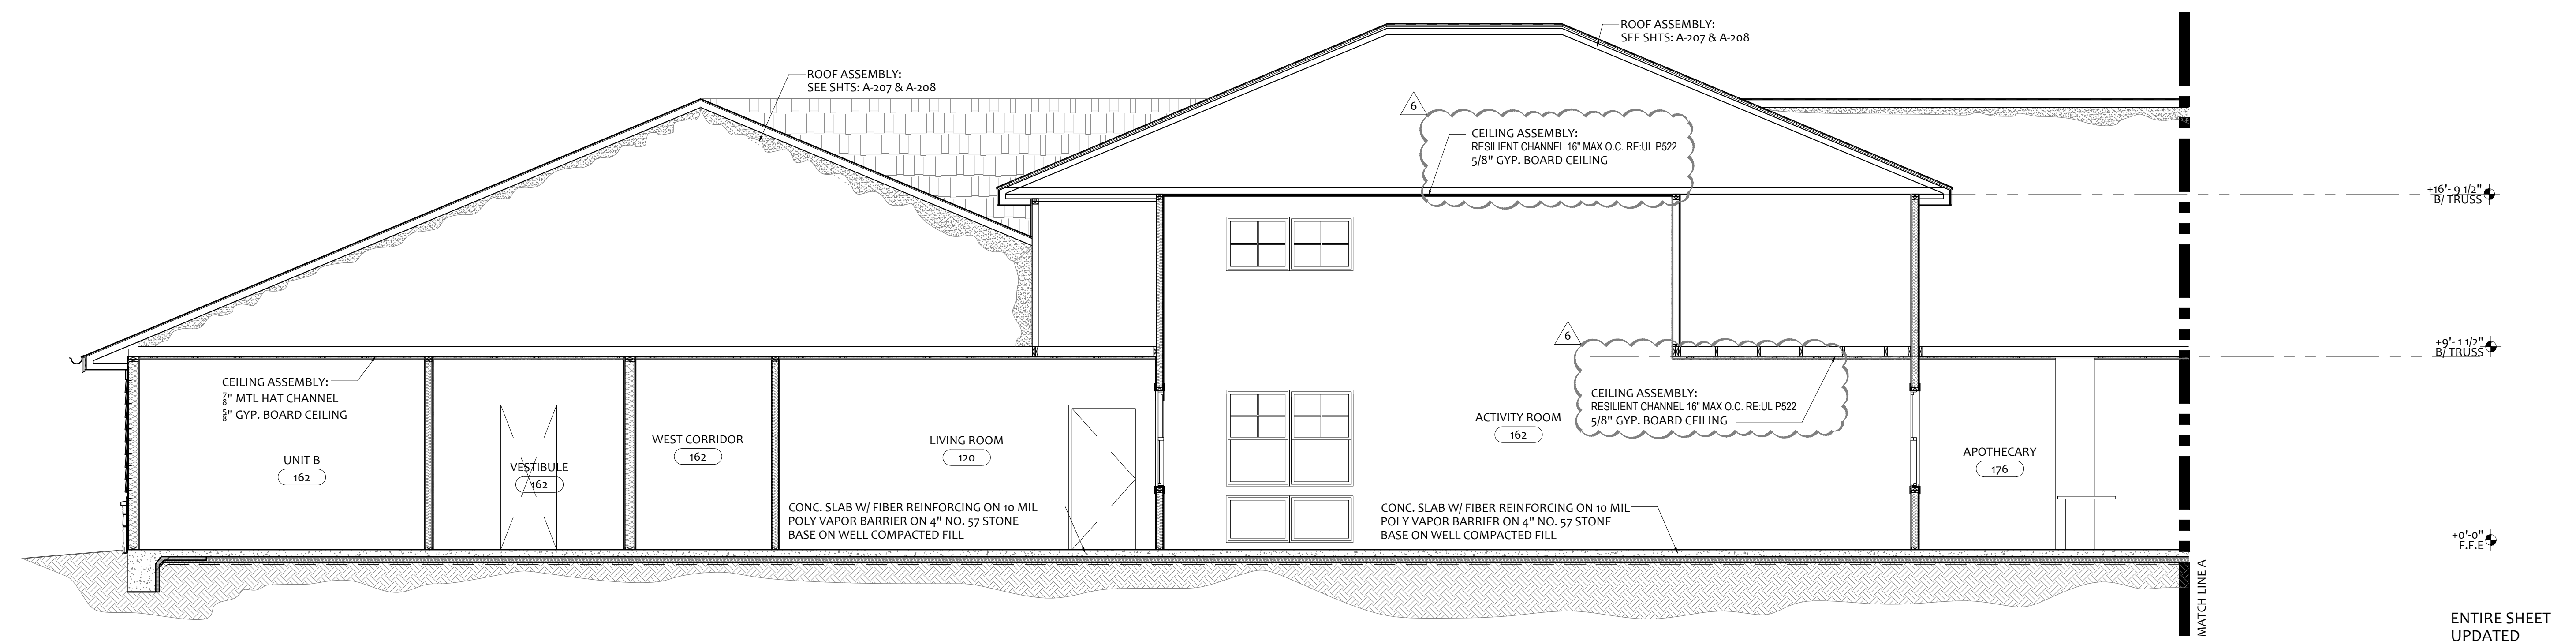 ROOF ASSEMBLY:
SEE SHTS: A-207 & A-208
ROOF ASSEMBLY:
SEE SHTS: A-207 & A-208
6
CEILING ASSEMBLY:
RESILIENT CHANNEL 16" MAX O.C. RE:UL P522
5/8" GYP. BOARD CEILING
+16'- 9 1/2"
B/ TRUSS
6
+9'- 1 1/2"
B/ TRUSS
CEILING ASSEMBLY:
7/8" MTL HAT CHANNEL
5/8" GYP. BOARD CEILING
CEILING ASSEMBLY:
RESILIENT CHANNEL 16" MAX O.C. RE:UL P522
5/8" GYP. BOARD CEILING
UNIT B
162
VESTIBULE
162
WEST CORRIDOR
162
LIVING ROOM
120
ACTIVITY ROOM
162
APOTHECARY
176
CONC. SLAB W/ FIBER REINFORCING ON 10 MIL
POLY VAPOR BARRIER ON 4" NO. 57 STONE
BASE ON WELL COMPACTED FILL
CONC. SLAB W/ FIBER REINFORCING ON 10 MIL
POLY VAPOR BARRIER ON 4" NO. 57 STONE
BASE ON WELL COMPACTED FILL
+0'-0"
F.F.E
MATCH LINE A
ENTIRE SHEET
UPDATED